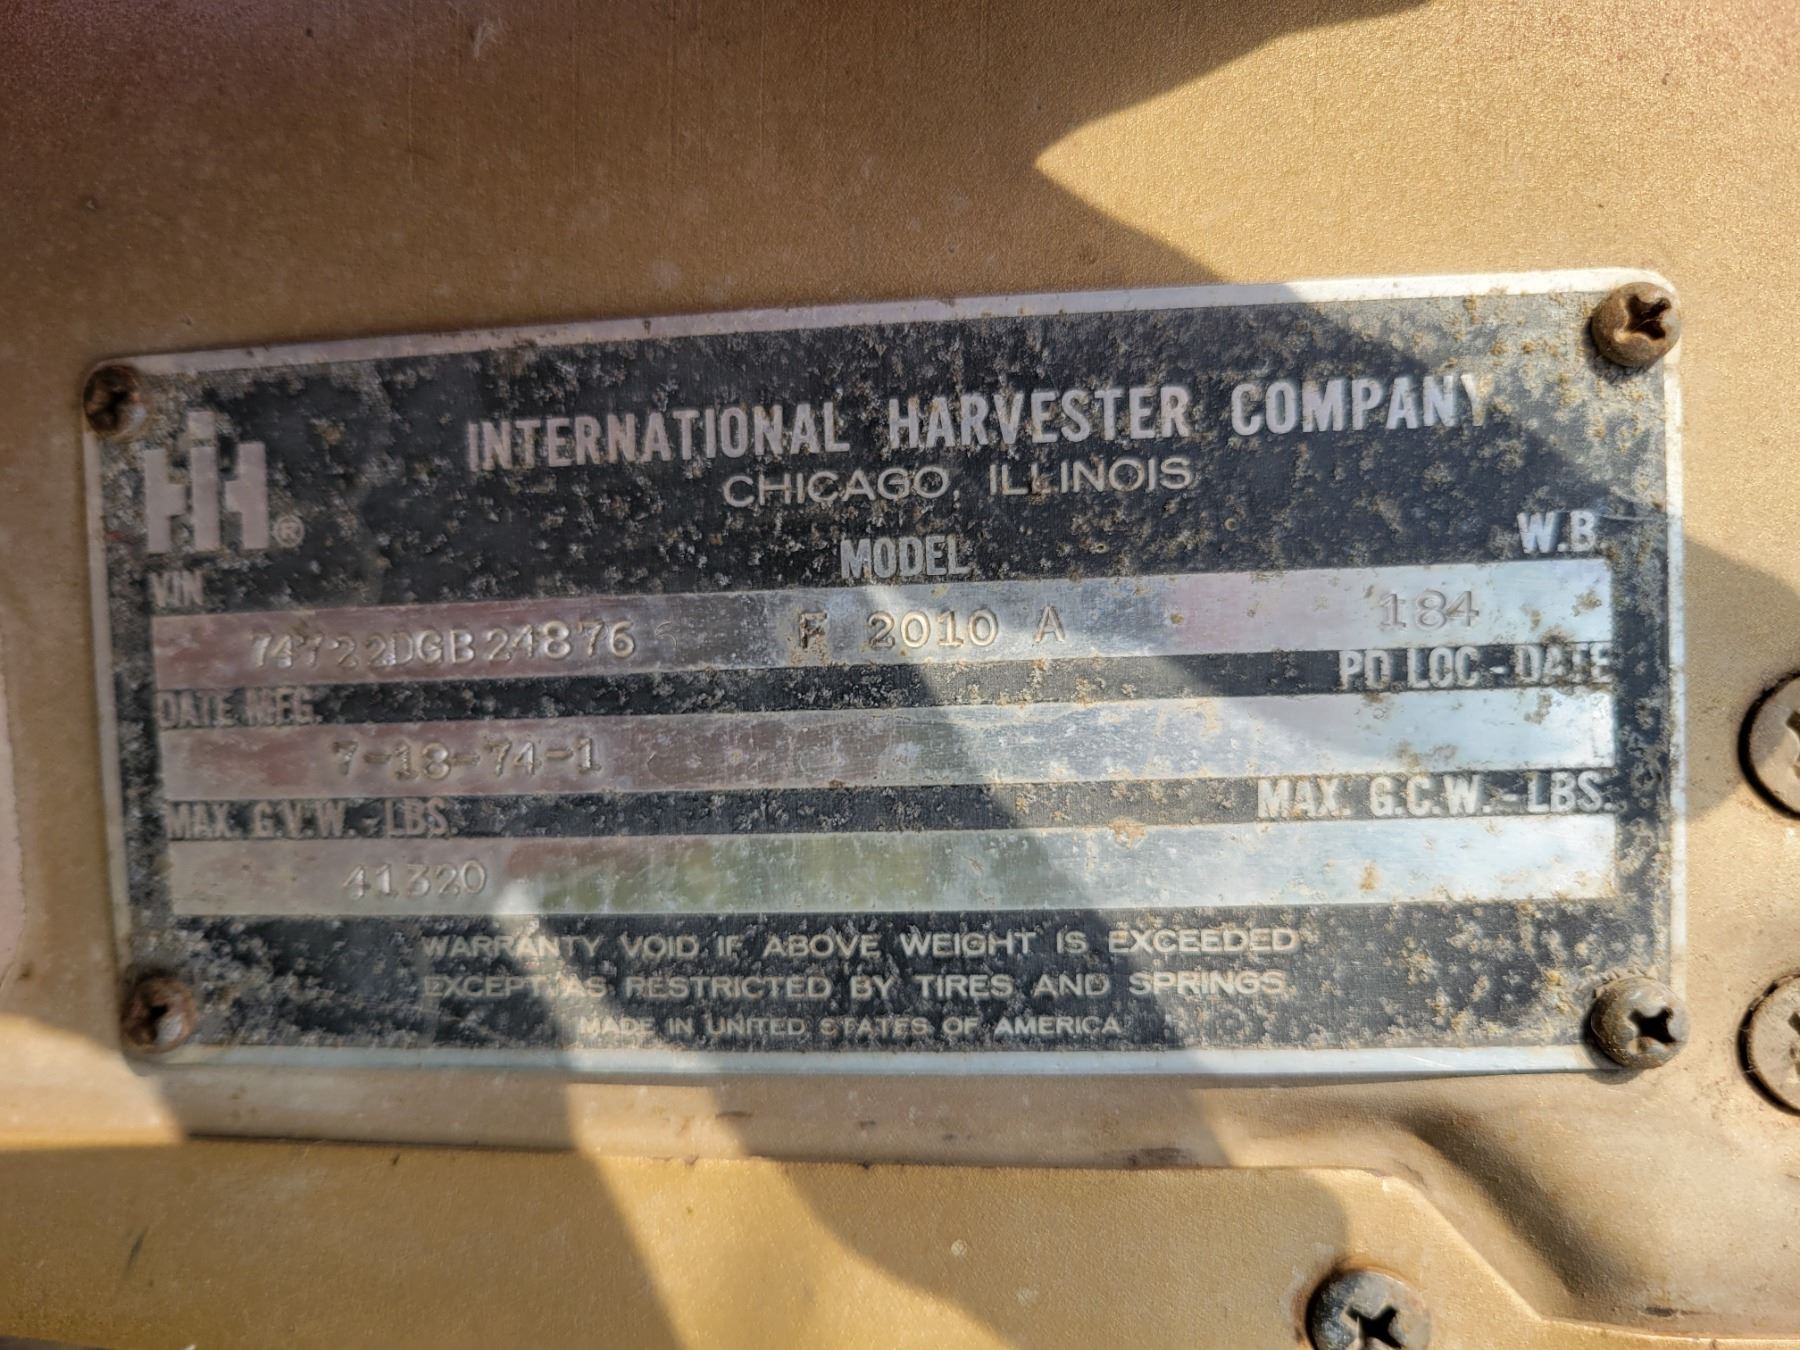 INTERNATIONAL HARVESTER COMPANY
IH ®
CHICAGO, ILLINOIS
VIN MODEL W.B
74722DGB24876 F 2010 A 184
DATE MFG. PD LOC - DATE
7-18-74-1
MAX. G.V.W. - LBS. MAX. G.C.W. - LBS.
41320
WARRANTY VOID IF ABOVE WEIGHT IS EXCEEDED
EXCEPT AS RESTRICTED BY TIRES AND SPRINGS
MADE IN UNITED STATES OF AMERICA